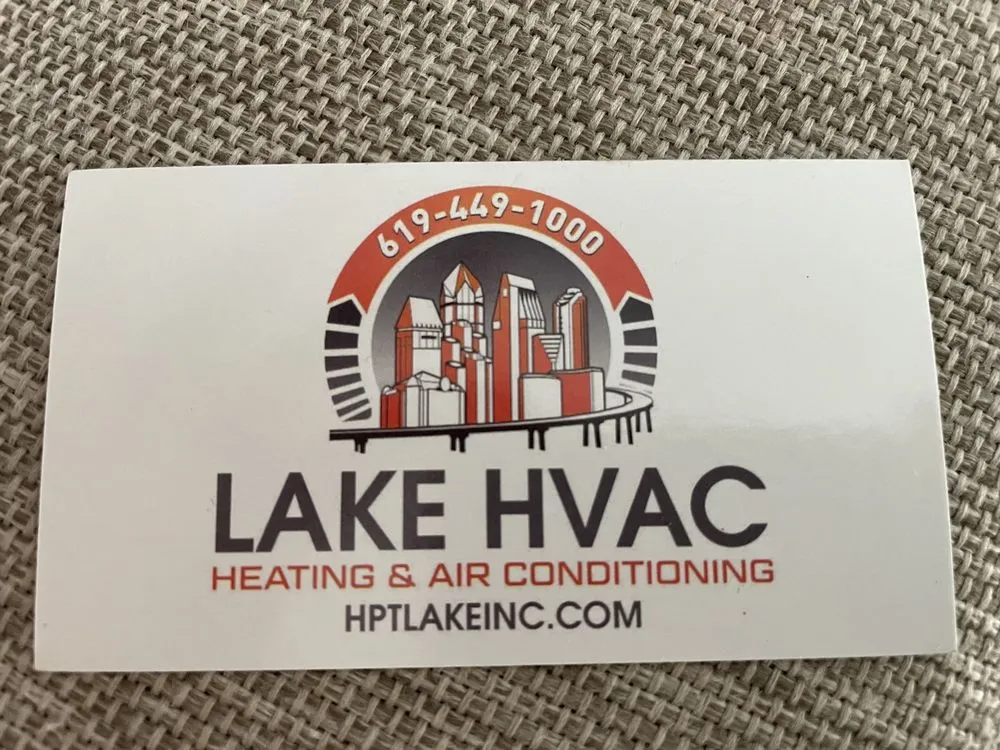 619-449-1000
LAKE HVAC
HEATING & AIR CONDITIONING
HPTLAKEINC.COM